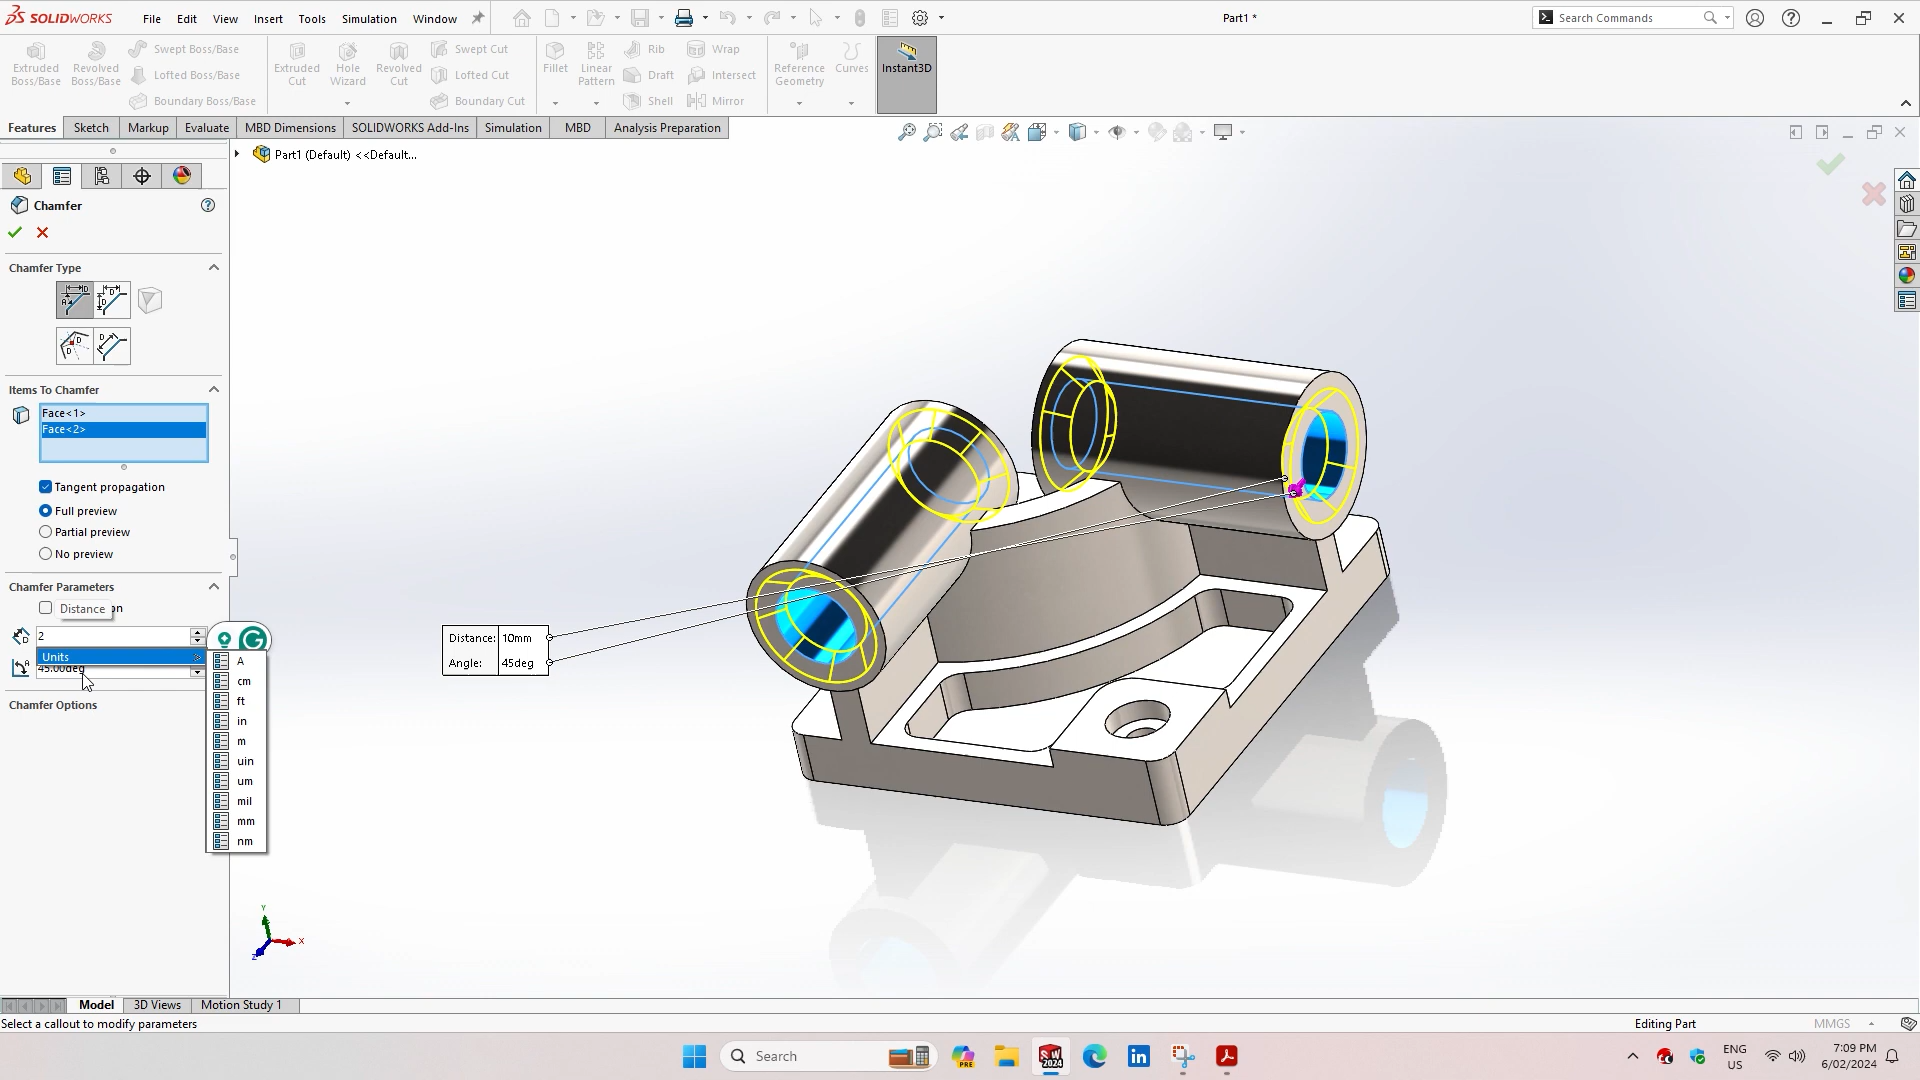 SOLIDWORKS
File Edit View Insert Tools Simulation Window
Part1 *
Search Commands
Extruded Boss/Base
Revolved Boss/Base
Swept Boss/Base
Lofted Boss/Base
Boundary Boss/Base
Extruded Cut
Hole Wizard
Revolved Cut
Swept Cut
Lofted Cut
Boundary Cut
Fillet
Linear Pattern
Rib
Draft
Shell
Wrap
Intersect
Mirror
Reference Geometry
Curves
Instant3D
Features Sketch Markup Evaluate MBD Dimensions SOLIDWORKS Add-Ins Simulation MBD Analysis Preparation
Part1 (Default) <<Default...
Chamfer
Chamfer Type
Items To Chamfer
Face<1>
Face<2>
Tangent propagation
Full preview
Partial preview
No preview
Chamfer Parameters
Distance
2
Units
45.00deg
Chamfer Options
A
cm
ft
in
m
uin
um
mil
mm
nm
Distance: 10mm
Angle: 45deg
Y
X
Z
Model 3D Views Motion Study 1
Select a callout to modify parameters
Editing Part
MMGS
Search
ENG
US
7:09 PM
6/02/2024